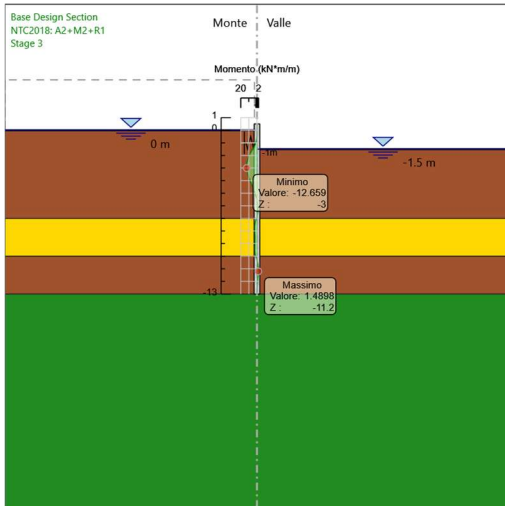 Base Design Section
NTC2018: A2+M2+R1
Stage 3
Monte
Valle
Momento (kN*m/m)
20 2
1
0
0 m
-1m
-1.5 m
Minimo
Valore: -12.659
Z : -3
Massimo
Valore: 1.4898
Z : -11.2
-13